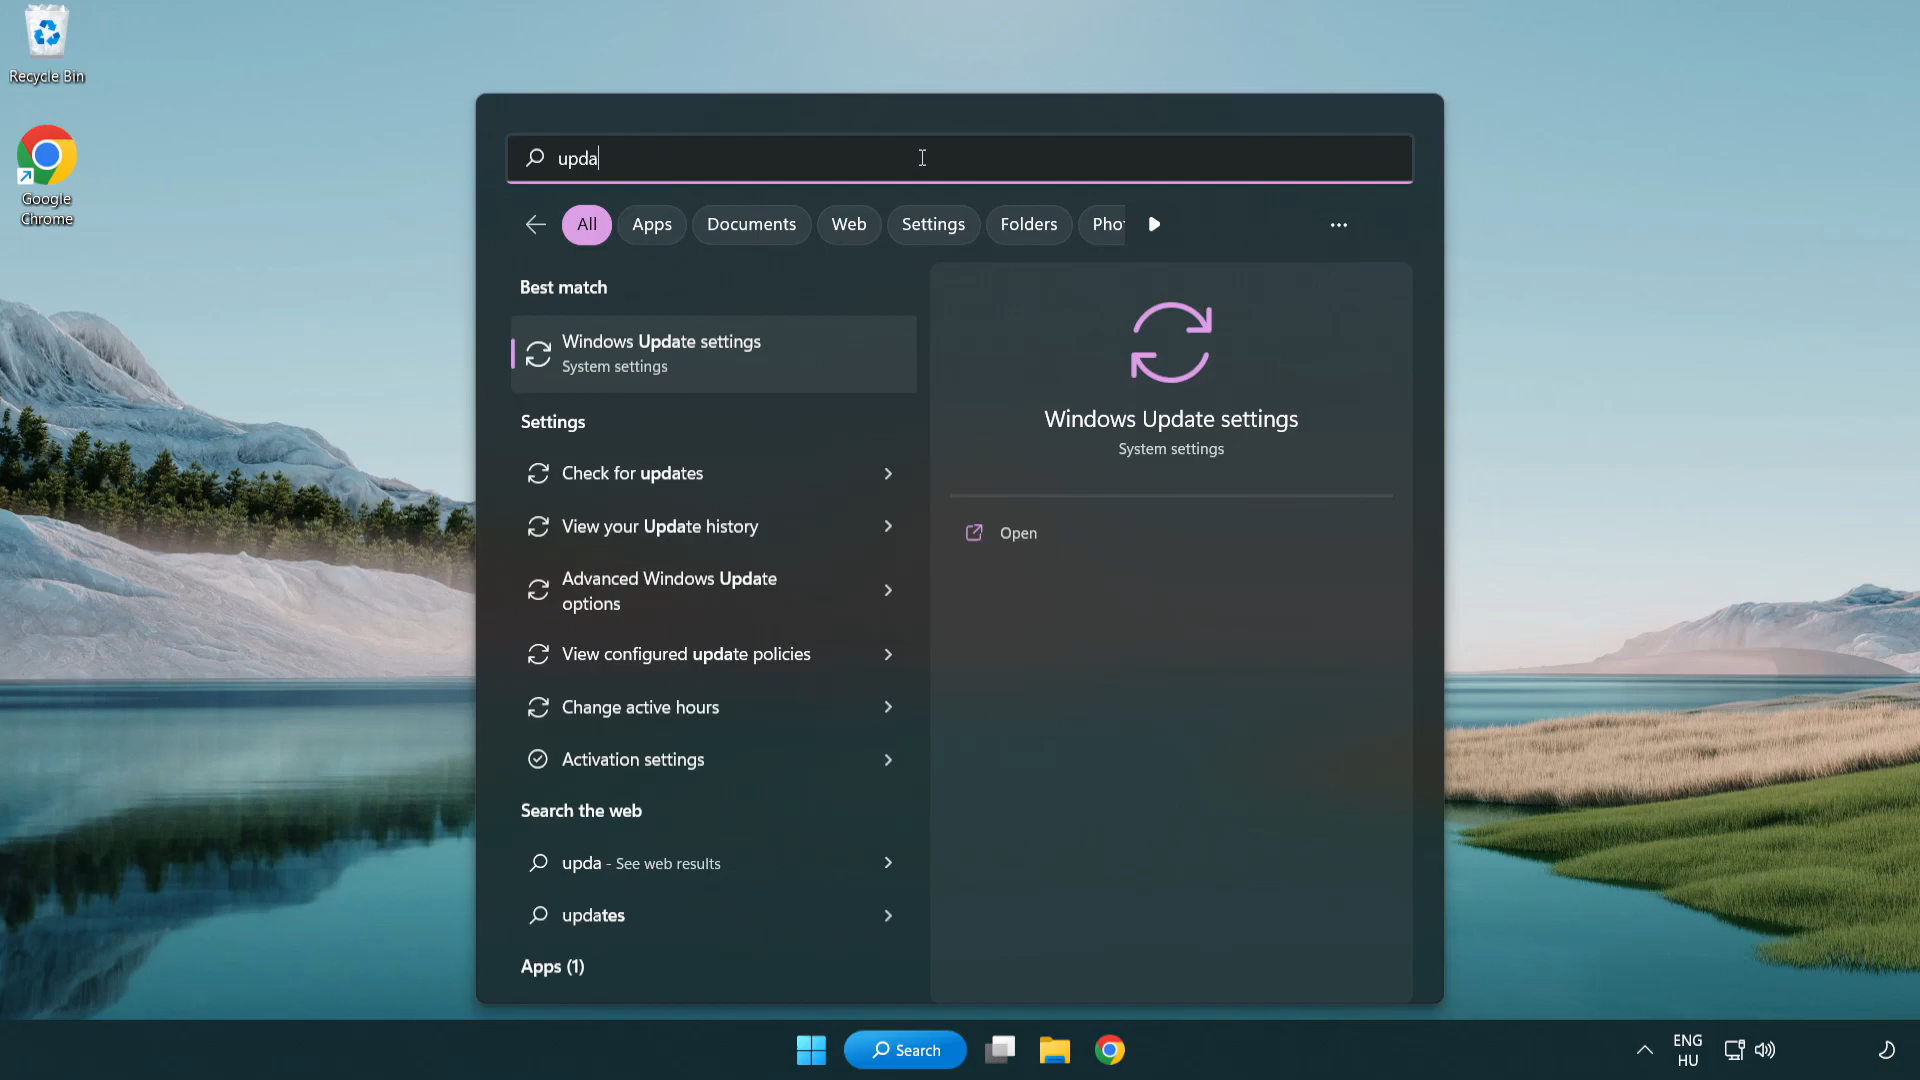 Recycle Bin
Google
Chrome
upda
All
Apps
Documents
Web
Settings
Folders
Pho
Best match
Windows Update settings
System settings
Settings
Check for updates
View your Update history
Advanced Windows Update
options
View configured update policies
Change active hours
Activation settings
Search the web
upda - See web results
updates
Apps (1)
Windows Update settings
System settings
Open
Search
ENG
HU